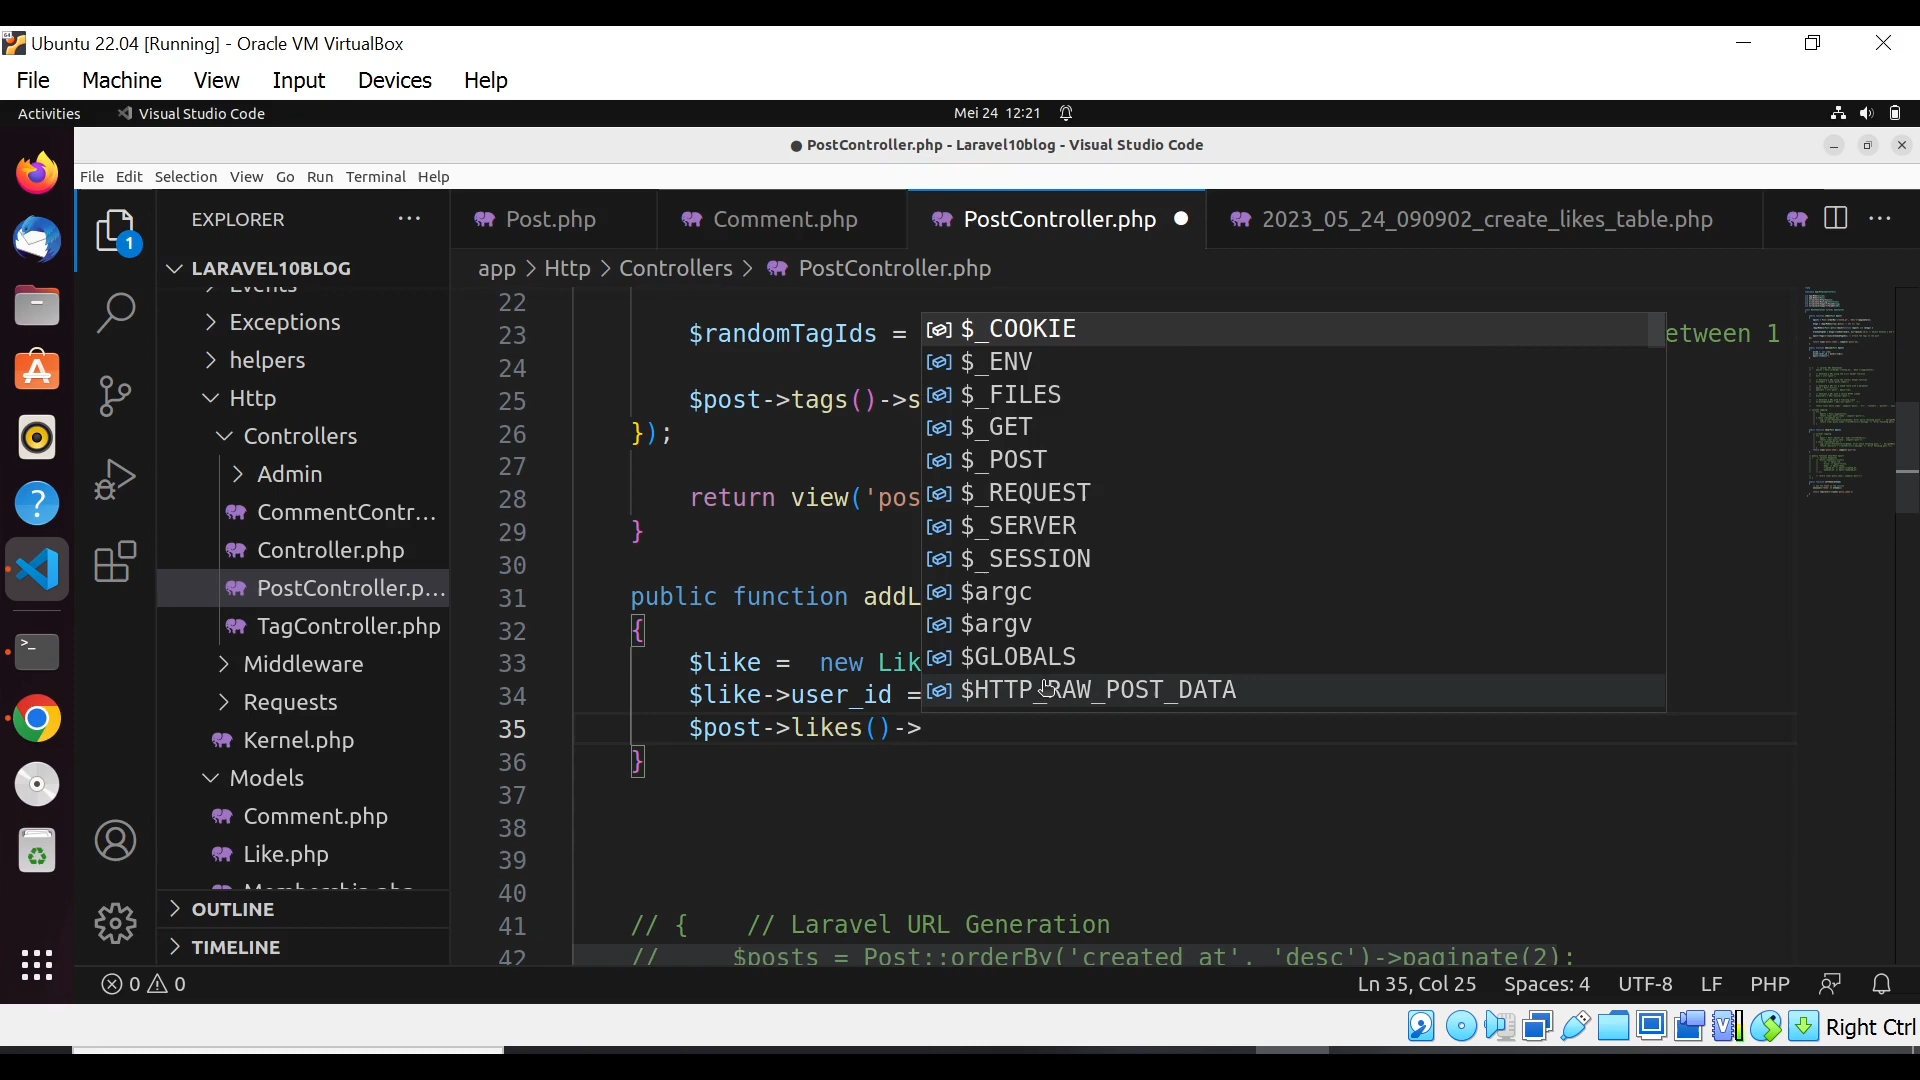 Ubuntu 22.04 [Running] - Oracle VM VirtualBox
File Machine View Input Devices Help
Activities Visual Studio Code Mei 24 12:21
● PostController.php - Laravel10blog - Visual Studio Code
File Edit Selection View Go Run Terminal Help
EXPLORER ···
Post.php Comment.php PostController.php ● 2023_05_24_090902_create_likes_table.php ···
LARAVEL10BLOG
app > Http > Controllers > PostController.php
Events
Exceptions
helpers
Http
Controllers
Admin
CommentContr...
Controller.php
PostController.p...
TagController.php
Middleware
Requests
Kernel.php
Models
Comment.php
Like.php
OUTLINE
TIMELINE
1
22
23 $randomTagIds = etween 1
24
25 $post->tags()->s
26 });
27
28 return view('pos
29 }
30
31 public function addL
32 {
33 $like = new Lik
34 $like->user_id =
35 $post->likes()->
36 }
37
38
39
40
41 // { // Laravel URL Generation
42 // $posts = Post::orderBy('created_at', 'desc')->paginate(2);
$_COOKIE
$_ENV
$_FILES
$_GET
$_POST
$_REQUEST
$_SERVER
$_SESSION
$argc
$argv
$GLOBALS
$HTTP_RAW_POST_DATA
0 0 Ln 35, Col 25 Spaces: 4 UTF-8 LF PHP
Right Ctrl